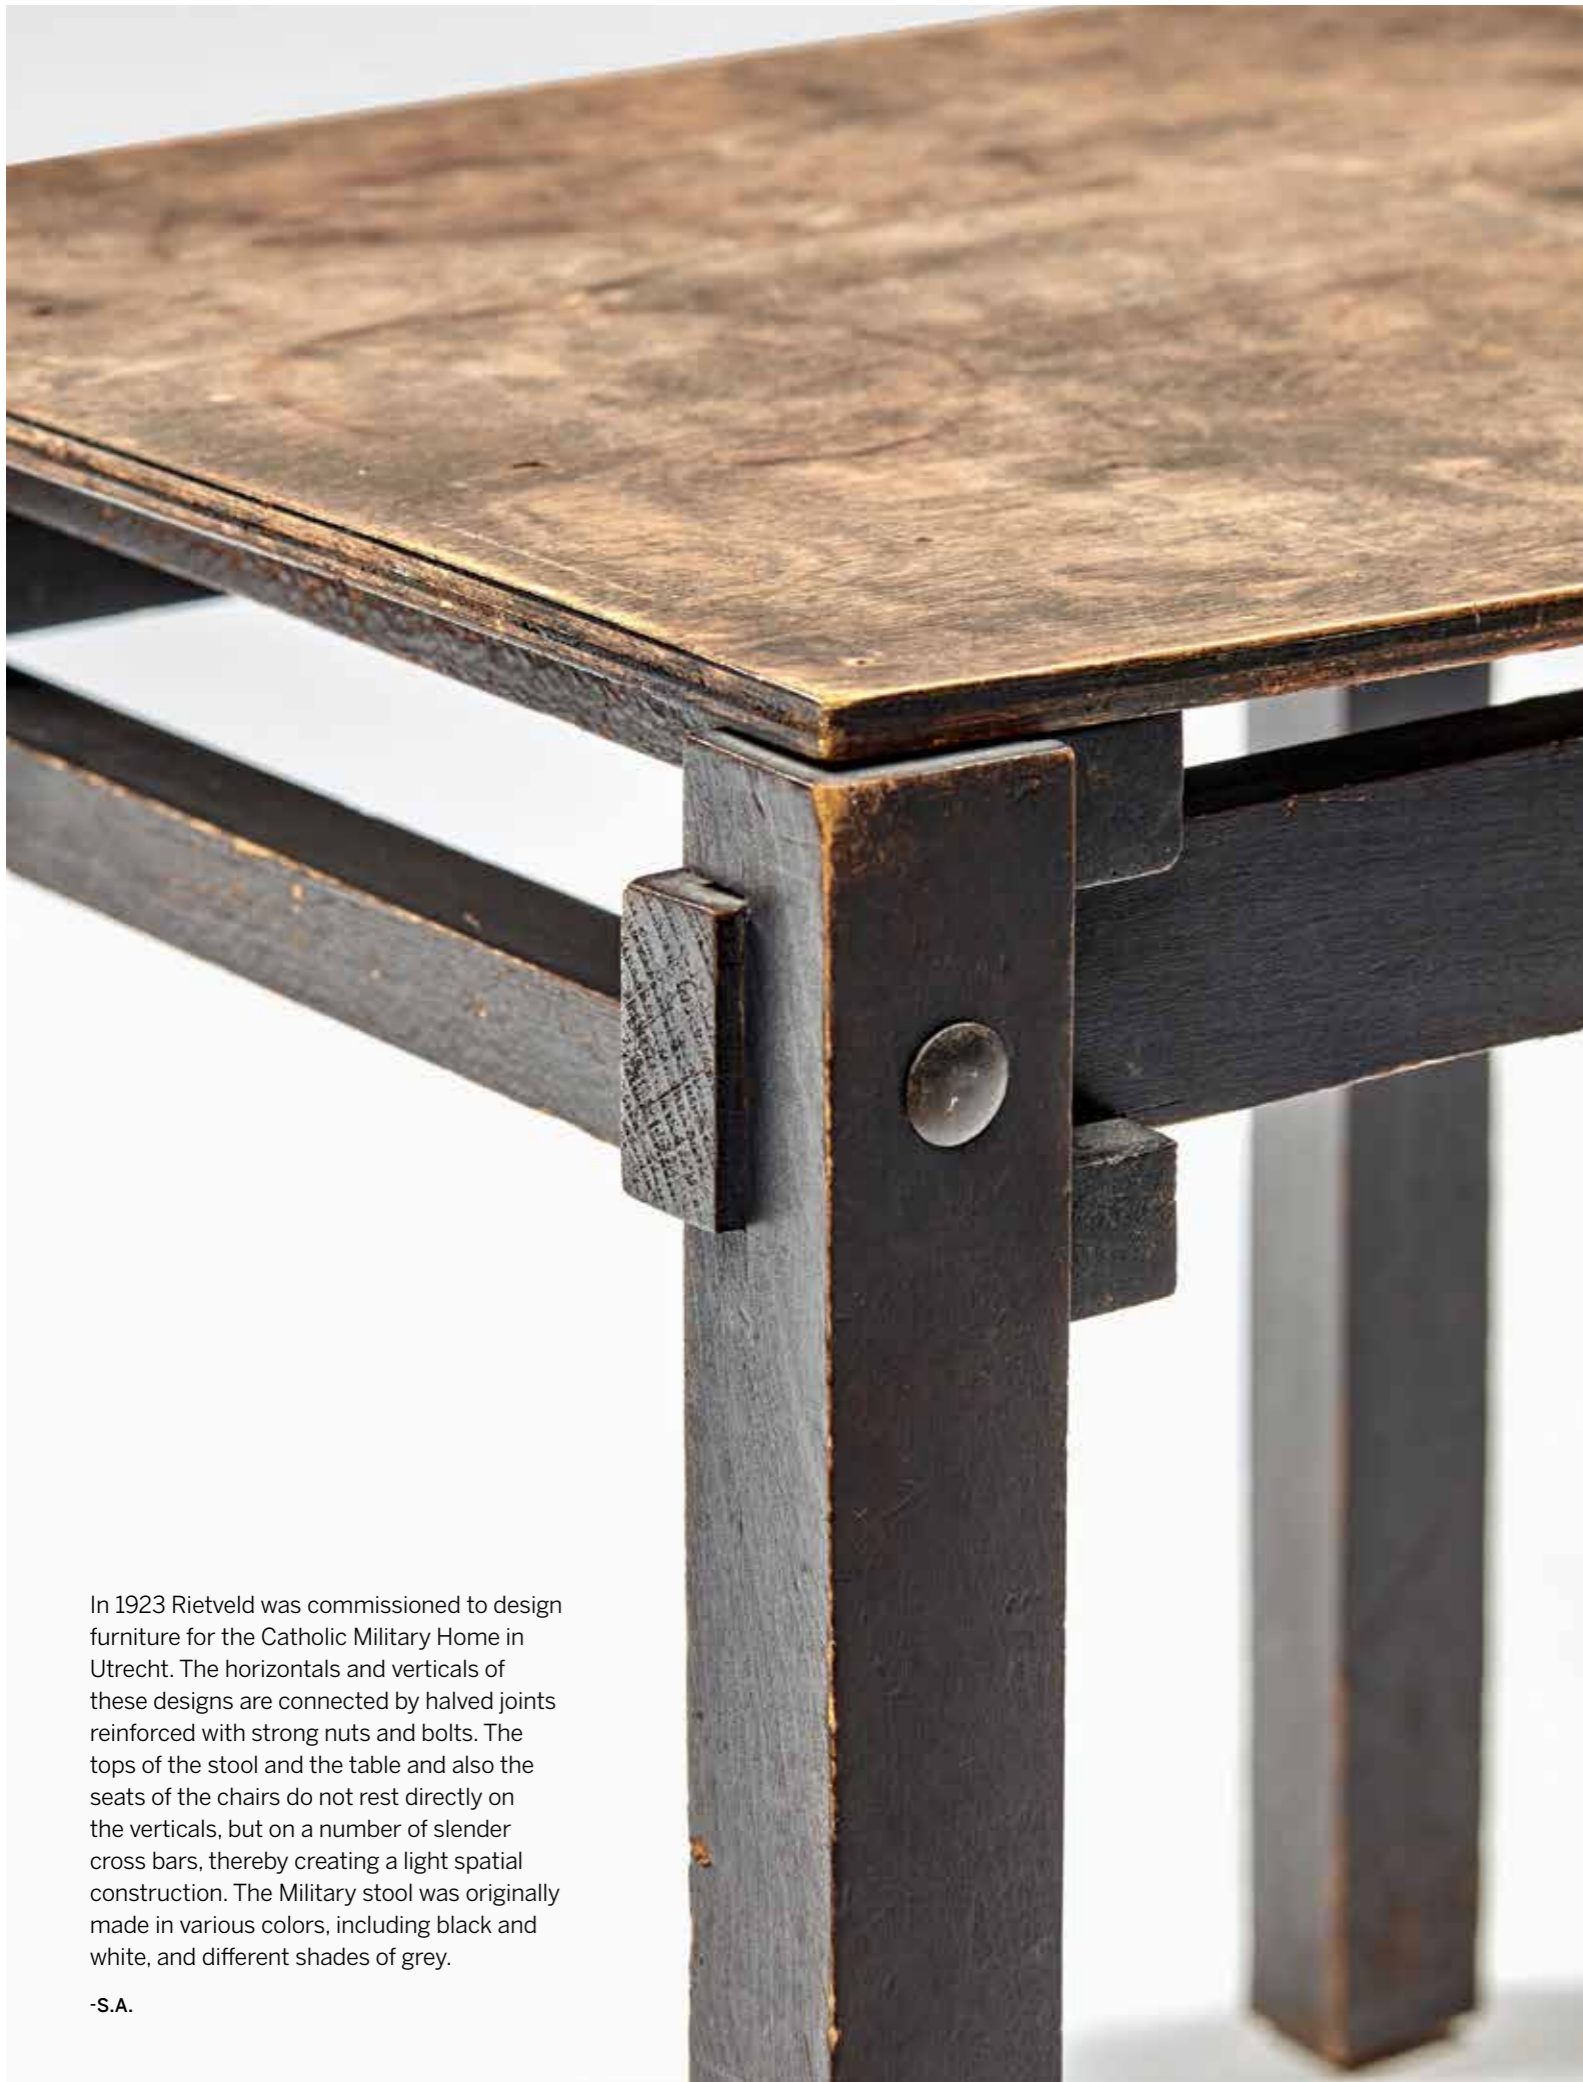 In 1923 Rietveld was commissioned to design
furniture for the Catholic Military Home in
Utrecht. The horizontals and verticals of
these designs are connected by halved joints
reinforced with strong nuts and bolts. The
tops of the stool and the table and also the
seats of the chairs do not rest directly on
the verticals, but on a number of slender
cross bars, thereby creating a light spatial
construction. The Military stool was originally
made in various colors, including black and
white, and different shades of grey.
-S.A.